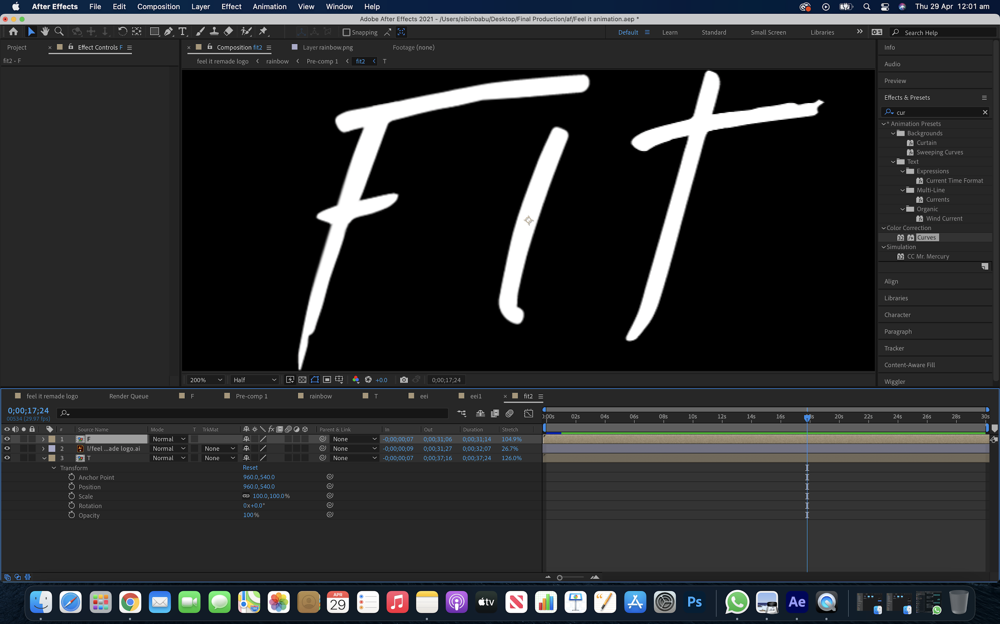 After Effects File Edit Composition Layer Effect Animation View Window Help Thu 29 Apr 12:01 am
Adobe After Effects 2021 - /Users/sibinbabu/Desktop/Final Production/af/Feel it animation.aep *
Snapping Default Learn Standard Small Screen Libraries Search Help
Project Effect Controls F Composition fit2 Layer rainbow.png Footage (none)
fit2 • F
feel it remade logo rainbow Pre-comp 1 fit2 T
FIT
200% Half +0.0 0;00;17;24
Info
Audio
Preview
Effects & Presets
cur
* Animation Presets
Backgrounds
Curtain
Sweeping Curves
Text
Expressions
Current Time Format
Multi-Line
Currents
Organic
Wind Current
Color Correction
32 Curves
Simulation
32 CC Mr. Mercury
Align
Libraries
Character
Paragraph
Tracker
Content-Aware Fill
Wiggler
feel it remade logo Render Queue F Pre-comp 1 rainbow T eei eei1 fit2
0;00;17;24
00534 (29.97 fps)
02s 04s 06s 08s 10s 12s 14s 16s 20s 22s 24s 26s 28s 30s
# Source Name Mode T TrkMat Parent & Link In Out Duration Stretch
1 F Normal None -0;00;00;07 0;00;31;06 0;00;31;14 104.9%
2 l/feel ...ade logo.ai Normal None None -0;00;00;09 0;00;31;27 0;00;32;07 26.7%
3 T Normal None None -0;00;00;07 0;00;37;16 0;00;37;24 126.0%
Transform Reset
Anchor Point 960.0,540.0
Position 960.0,540.0
Scale 100.0,100.0%
Rotation 0x+0.0°
Opacity 100%
APR
29
280
tv
Ps
Ae